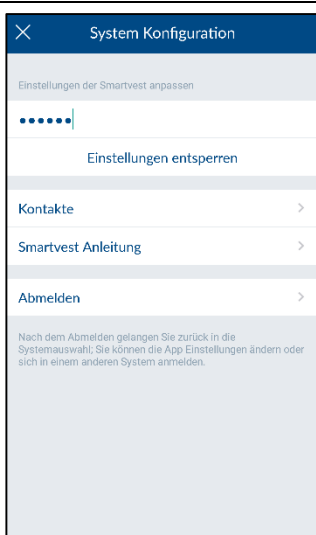 System Konfiguration
Einstellungen der Smartvest anpassen
••••••
Einstellungen entsperren
Kontakte
Smartvest Anleitung
Abmelden
Nach dem Abmelden gelangen Sie zurück in die
Systemauswahl; Sie können die App Einstellungen ändern oder
sich in einem anderen System anmelden.